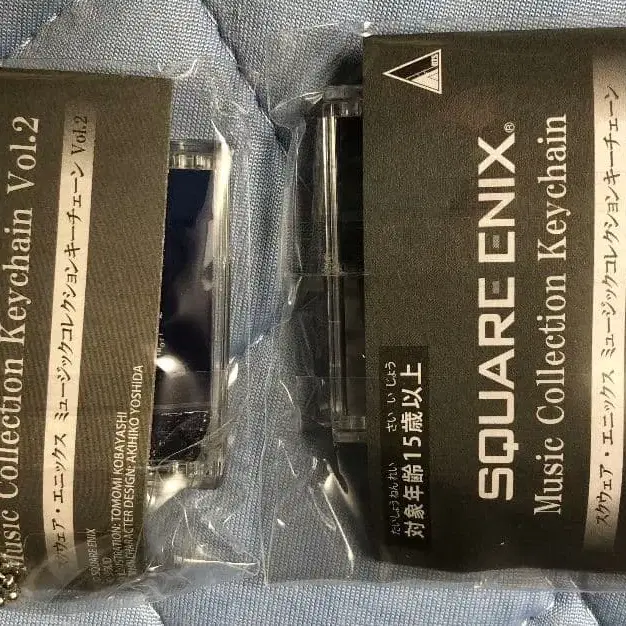 Music Collection Keychain Vol.2
スクウェア・エニックス ミュージックコレクションキーチェーン Vol.2
SQUARE ENIX
ILLUSTRATION: TOMOMI KOBAYASHI
CHARACTER DESIGN: AKIHIKO YOSHIDA
たいしょうねんれい さい いじょう
対象年齢15歳以上
SQUARE ENIX®
Music Collection Keychain
スクウェア・エニックス ミュージックコレクションキーチェーン